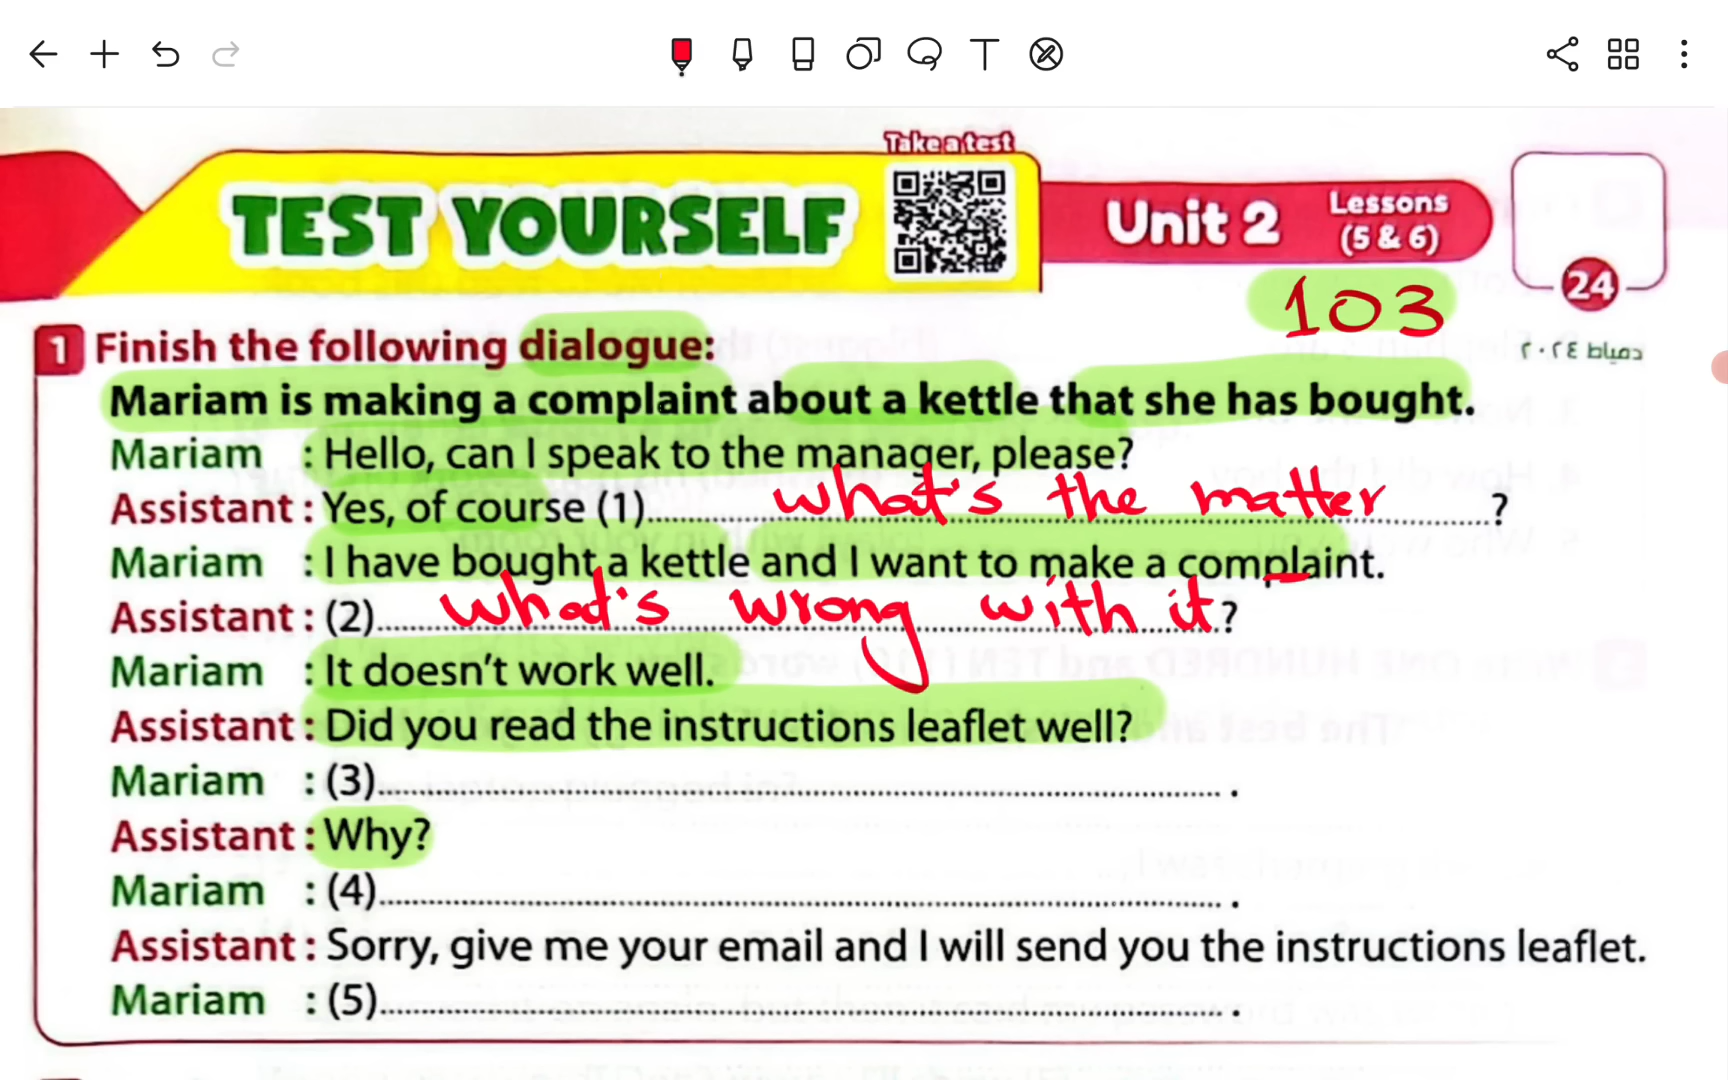 Take a test
TEST YOURSELF
Unit 2
Lessons
(5 & 6)
24
103
دمياط ٢٠٢٤
1 Finish the following dialogue:
Mariam is making a complaint about a kettle that she has bought.
Mariam : Hello, can I speak to the manager, please?
Assistant : Yes, of course (1).... what's the matter ....?
Mariam : I have bought a kettle and I want to make a complaint.
Assistant : (2).... what's wrong with it ....?
Mariam : It doesn't work well.
Assistant : Did you read the instructions leaflet well?
Mariam : (3)..................................................... .
Assistant : Why?
Mariam : (4)..................................................... .
Assistant : Sorry, give me your email and I will send you the instructions leaflet.
Mariam : (5)..................................................... .